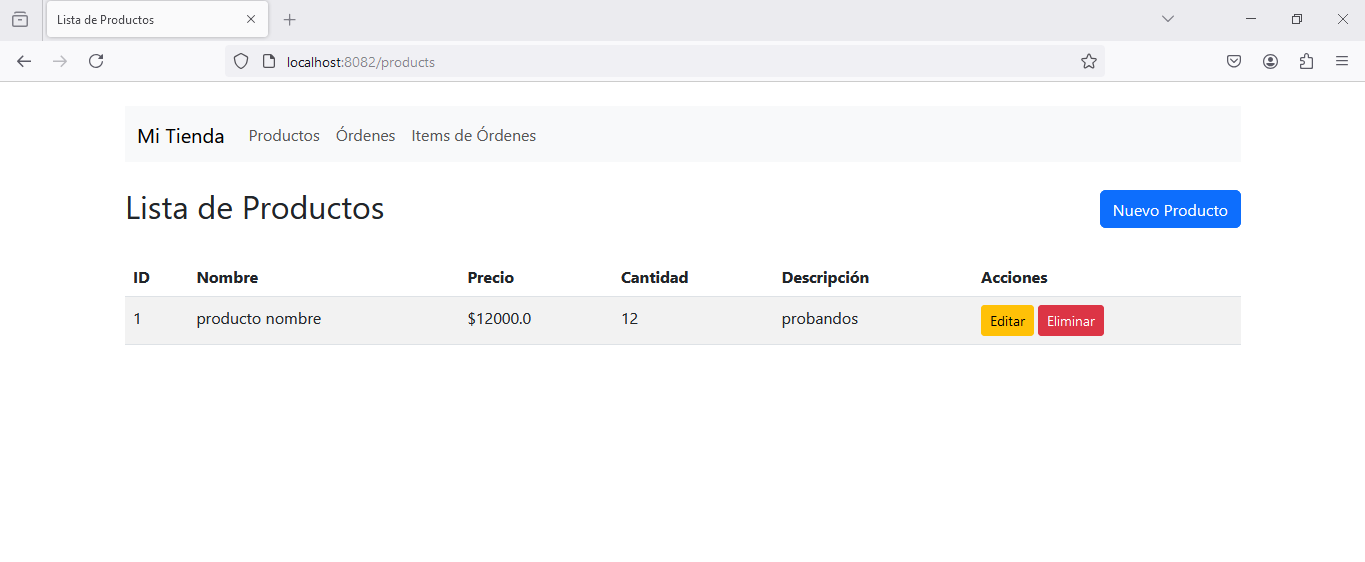 Lista de Productos
localhost:8082/products
Mi Tienda Productos Órdenes Items de Órdenes
Lista de Productos Nuevo Producto
ID Nombre Precio Cantidad Descripción Acciones
1 producto nombre $12000.0 12 probandos Editar Eliminar